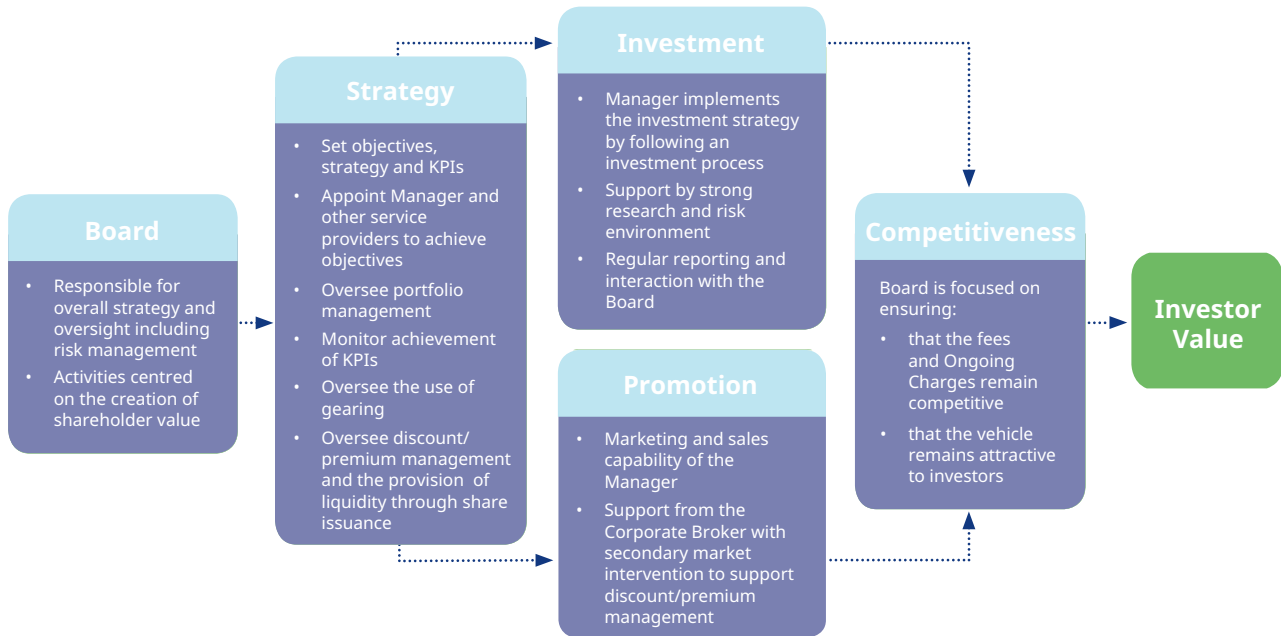 Board
• Responsible for
overall strategy and
oversight including
risk management
• Activities centred
on the creation of
shareholder value
Strategy
• Set objectives,
strategy and KPIs
• Appoint Manager and
other service
providers to achieve
objectives
• Oversee portfolio
management
• Monitor achievement
of KPIs
• Oversee the use of
gearing
• Oversee discount/
premium management
and the provision of
liquidity through share
issuance
Investment
• Manager implements
the investment strategy
by following an
investment process
• Support by strong
research and risk
environment
• Regular reporting and
interaction with the
Board
Promotion
• Marketing and sales
capability of the
Manager
• Support from the
Corporate Broker with
secondary market
intervention to support
discount/premium
management
Competitiveness
Board is focused on
ensuring:
• that the fees
and Ongoing
Charges remain
competitive
• that the vehicle
remains attractive
to investors
Investor
Value